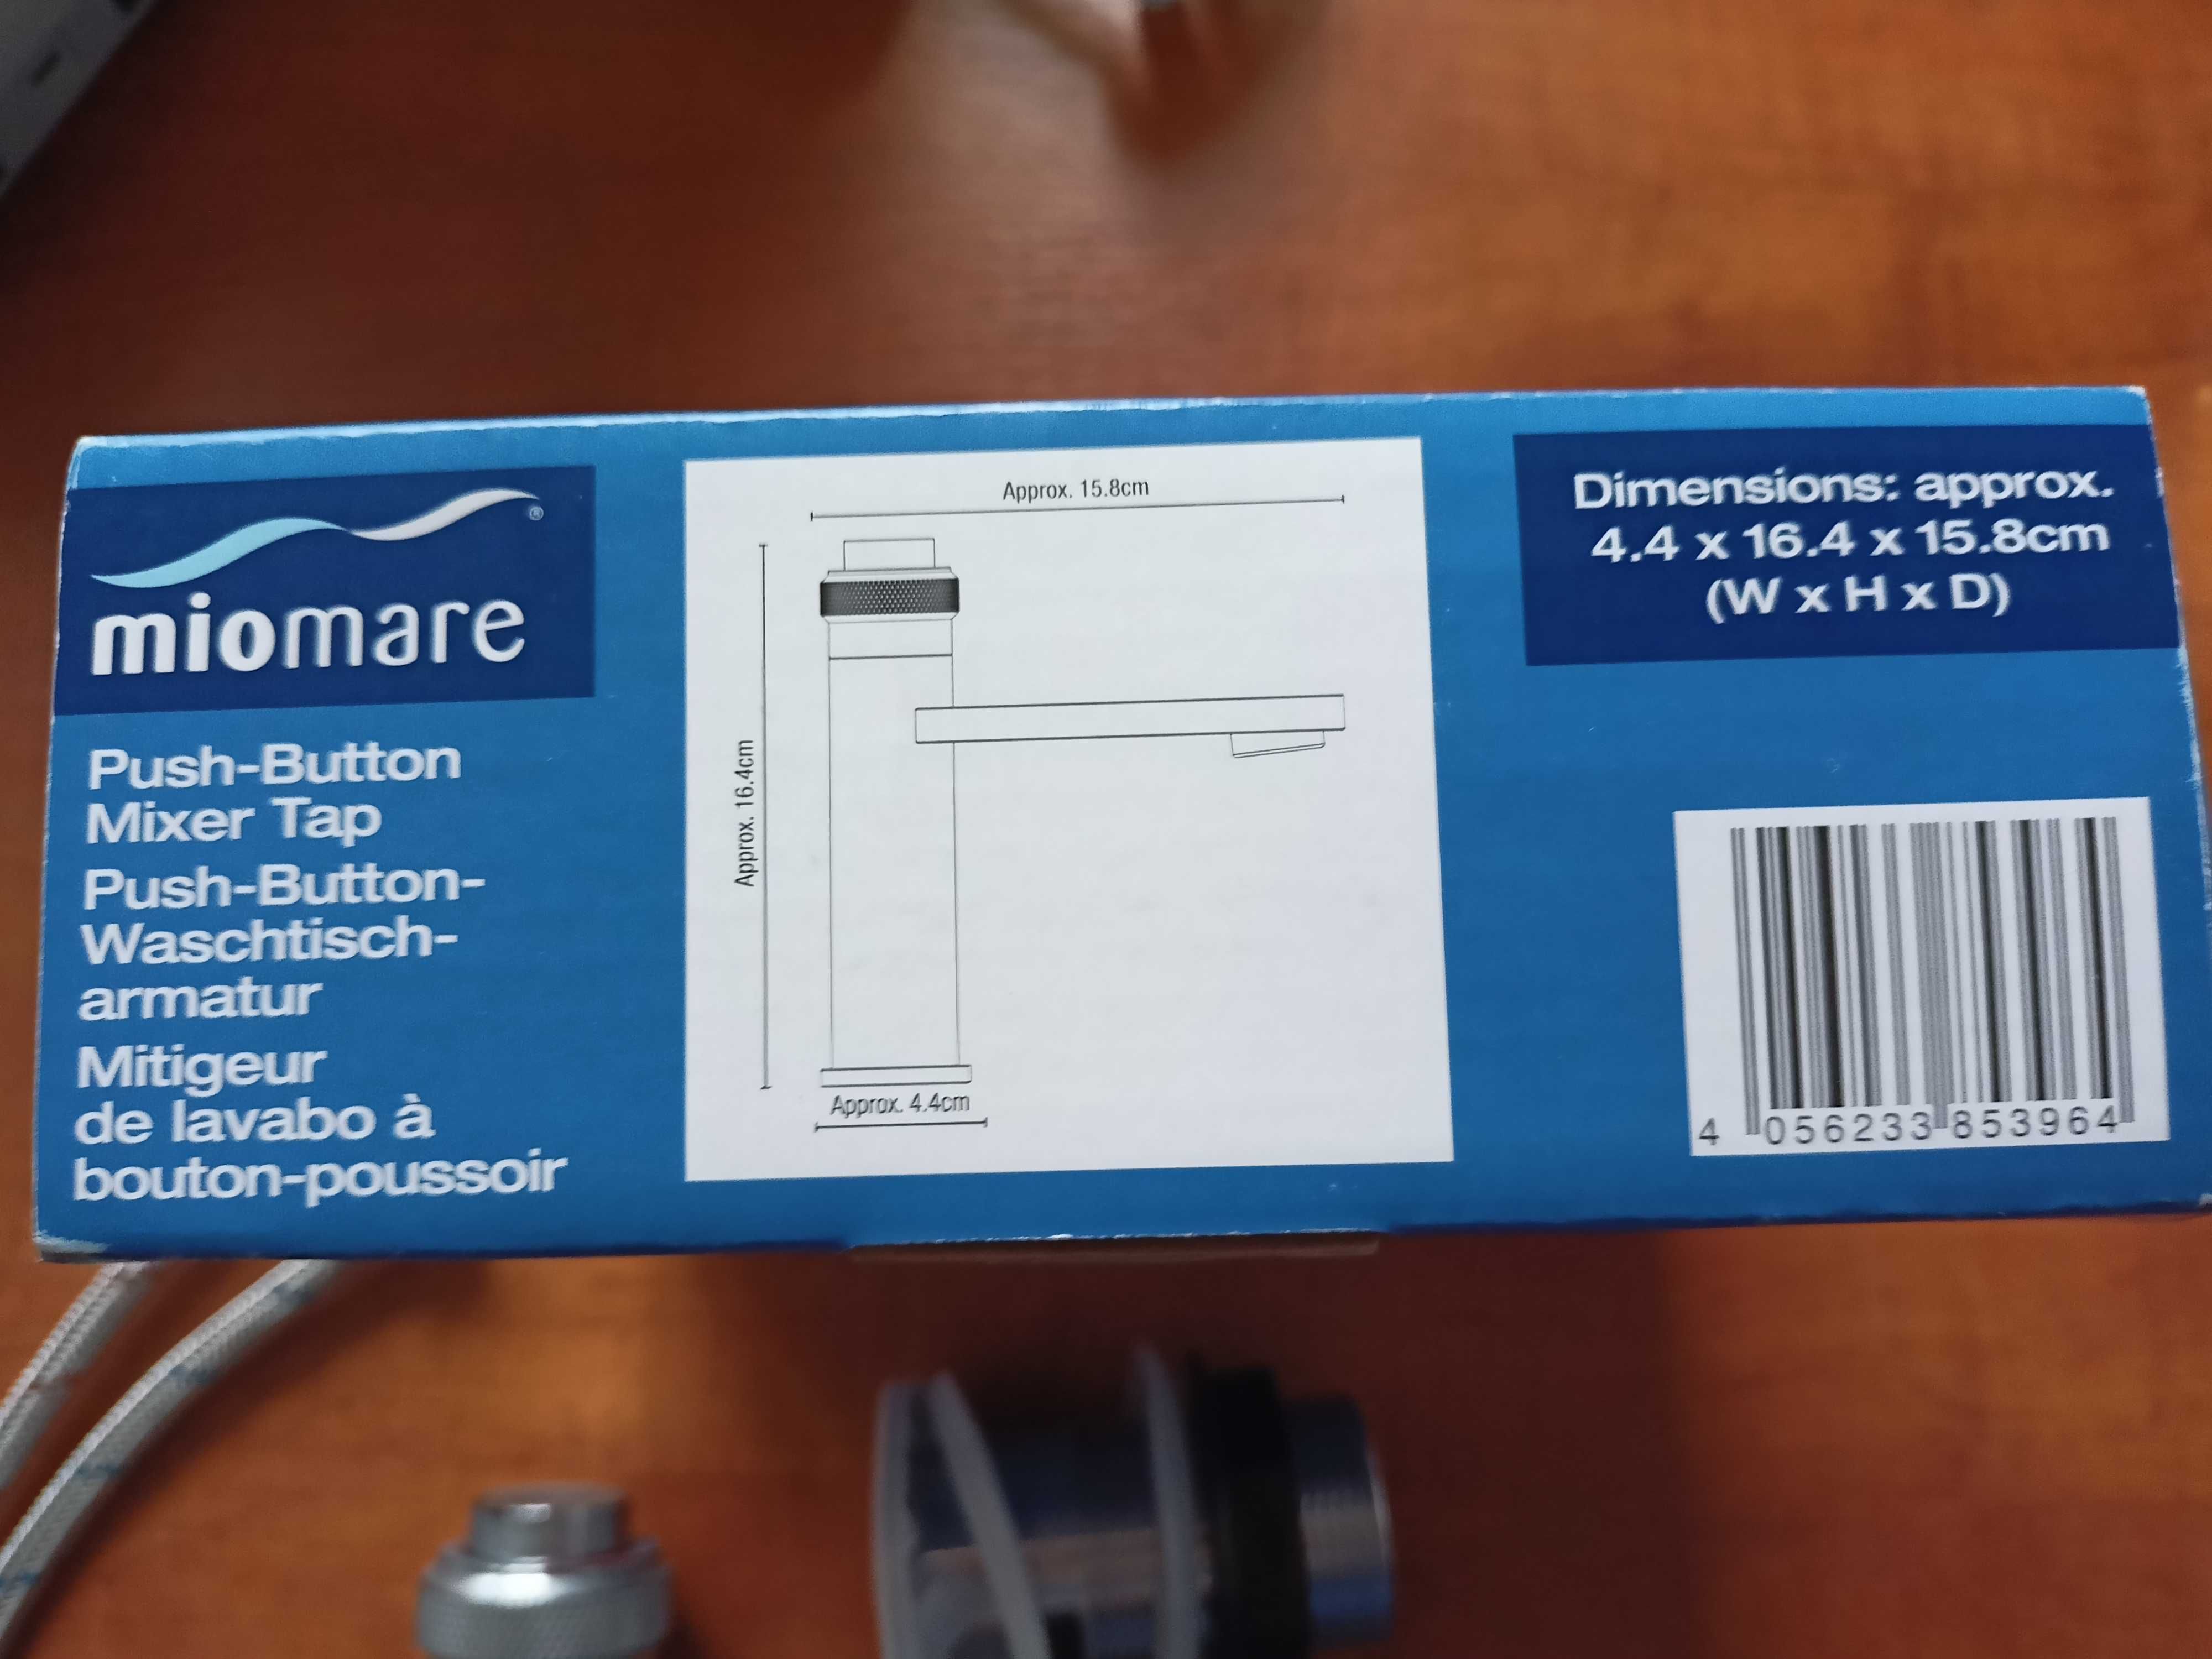 miomare
®
Push-Button
Mixer Tap
Push-Button-
Waschtisch-
armatur
Mitigeur
de lavabo à
bouton-poussoir
Approx. 15.8cm
Approx. 16.4cm
Approx. 4.4cm
Dimensions: approx.
4.4 x 16.4 x 15.8cm
(W x H x D)
4 056233 853964